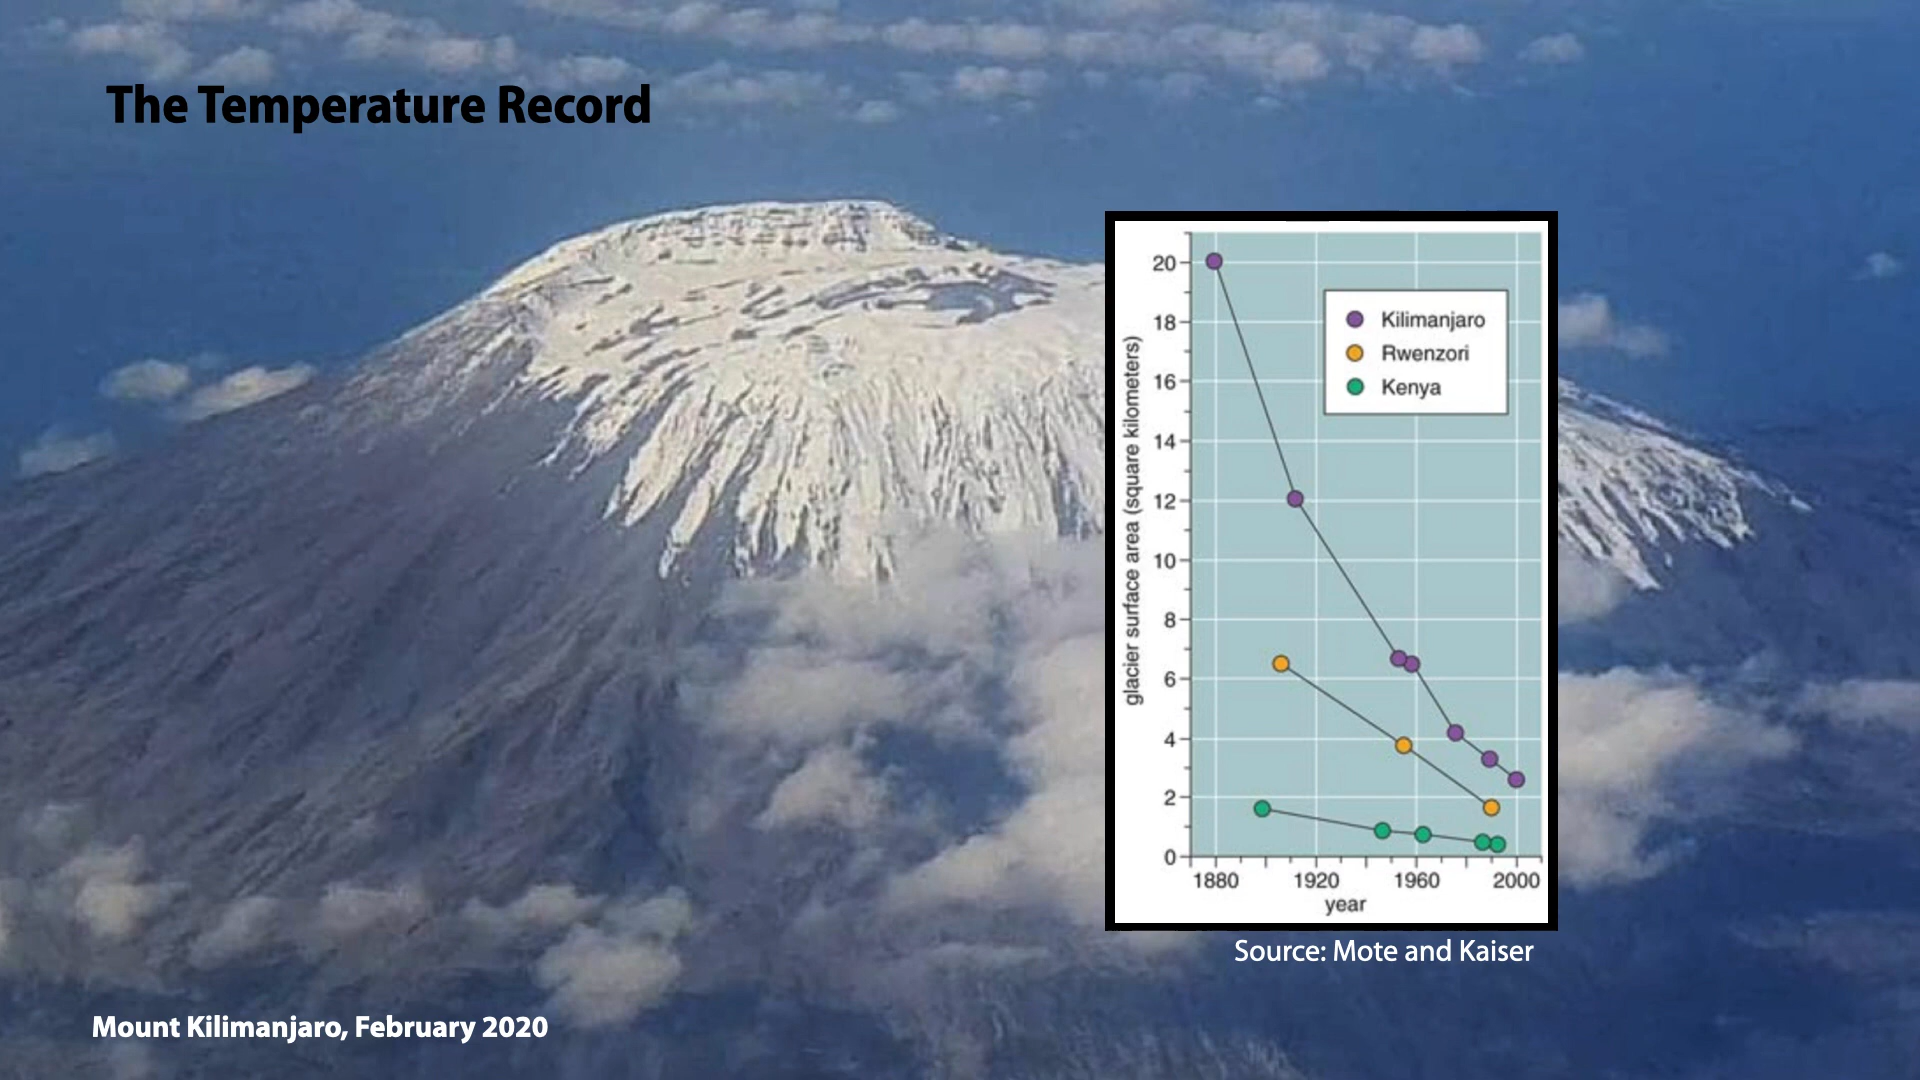 The Temperature Record
20
18
16
14
12
10
8
6
4
2
0
glacier surface area (square kilometers)
Kilimanjaro
Rwenzori
Kenya
1880 1920 1960 2000
year
Source: Mote and Kaiser
Mount Kilimanjaro, February 2020